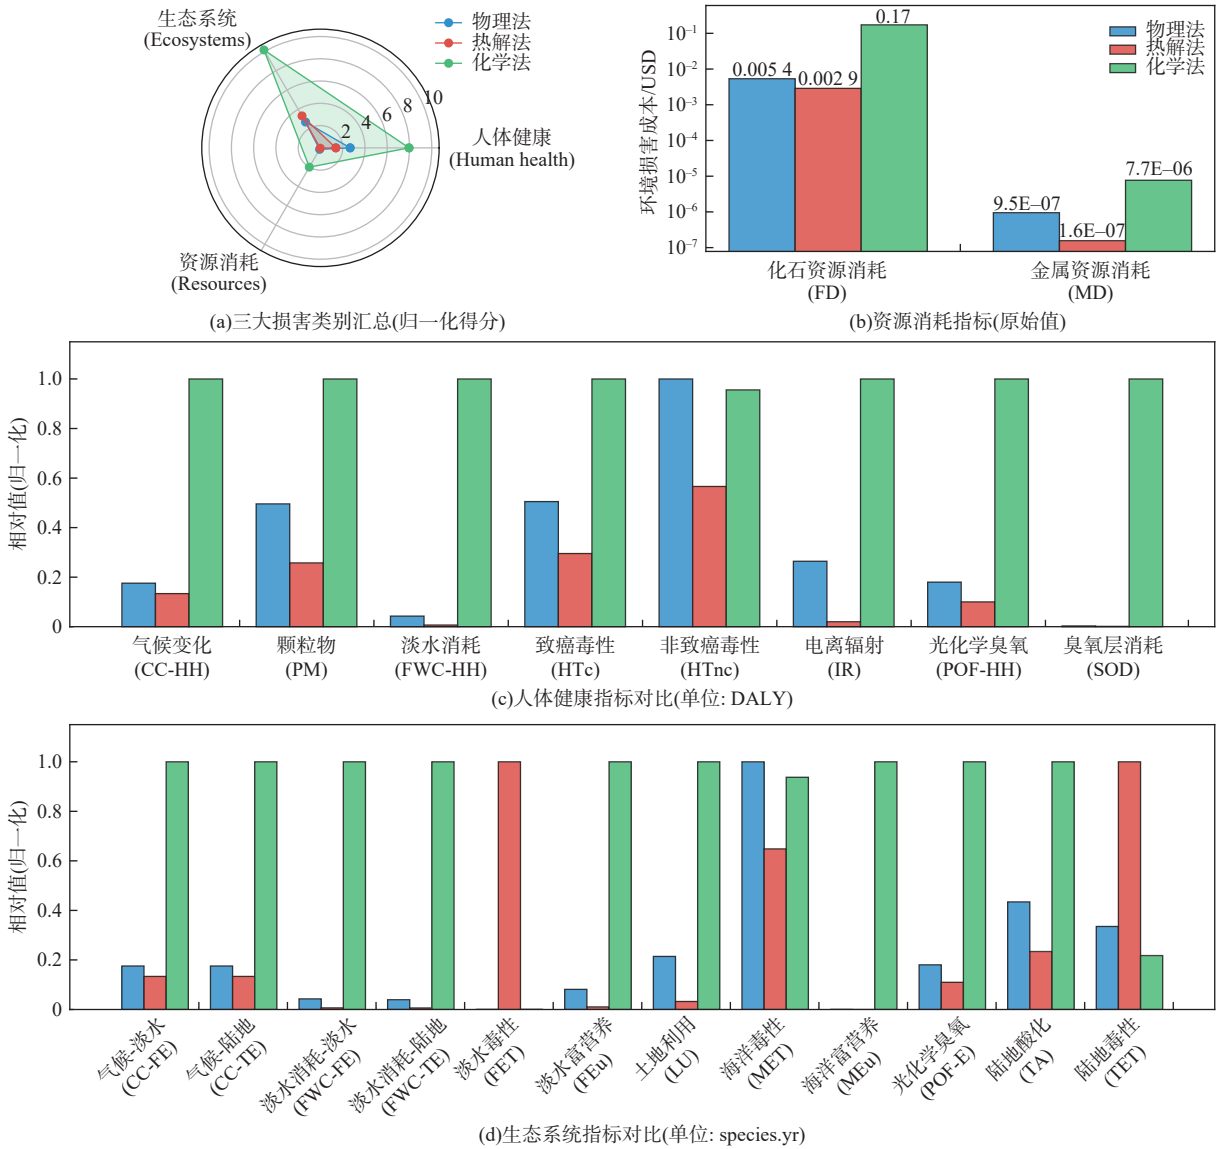 生态系统
(Ecosystems)
物理法
热解法
化学法
2
4
6
8
10
人体健康
(Human health)
资源消耗
(Resources)
(a)三大损害类别汇总(归一化得分)
环境损害成本/USD
10⁻¹
10⁻²
10⁻³
10⁻⁴
10⁻⁵
10⁻⁶
10⁻⁷
0.005 4
0.002 9
0.17
9.5E–07
1.6E–07
7.7E–06
物理法
热解法
化学法
化石资源消耗
(FD)
金属资源消耗
(MD)
(b)资源消耗指标(原始值)
相对值(归一化)
1.0
0.8
0.6
0.4
0.2
0
气候变化
(CC-HH)
颗粒物
(PM)
淡水消耗
(FWC-HH)
致癌毒性
(HTc)
非致癌毒性
(HTnc)
电离辐射
(IR)
光化学臭氧
(POF-HH)
臭氧层消耗
(SOD)
(c)人体健康指标对比(单位: DALY)
相对值(归一化)
1.0
0.8
0.6
0.4
0.2
0
气候-淡水
(CC-FE)
气候-陆地
(CC-TE)
淡水消耗-淡水
(FWC-FE)
淡水消耗-陆地
(FWC-TE)
淡水毒性
(FET)
淡水富营养
(FEu)
土地利用
(LU)
海洋毒性
(MET)
海洋富营养
(MEu)
光化学臭氧
(POF-E)
陆地酸化
(TA)
陆地毒性
(TET)
(d)生态系统指标对比(单位: species.yr)